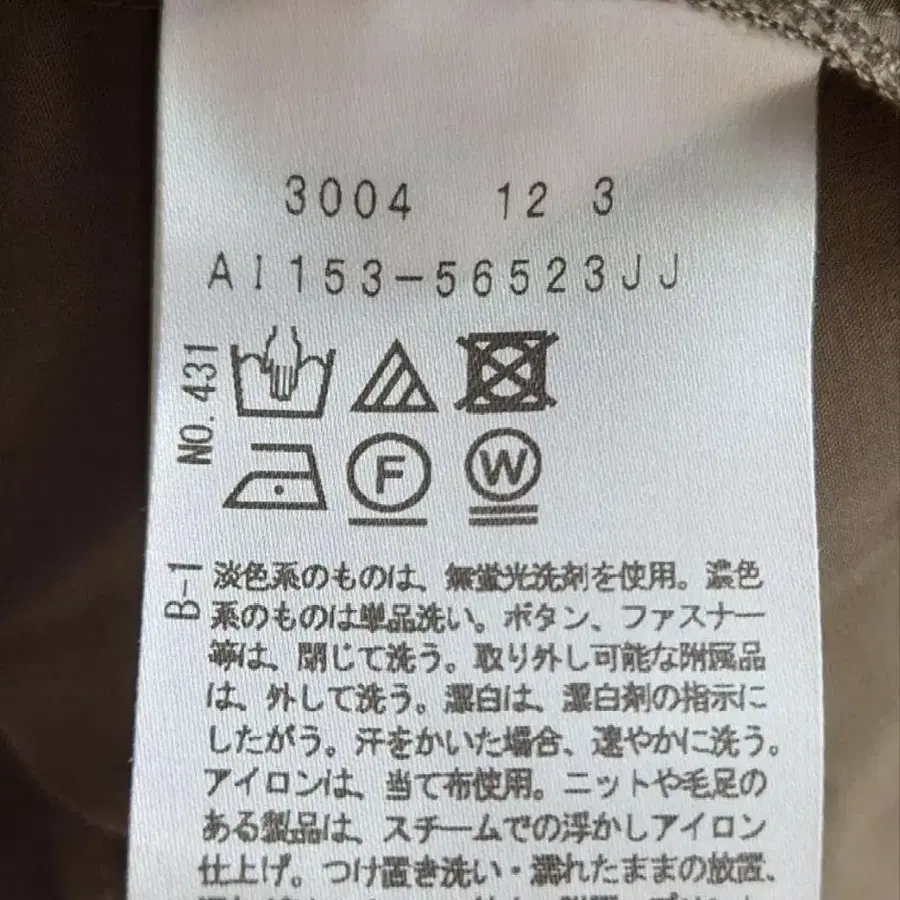 3004 12 3
AI153-56523JJ
NO. 431
F
W
B-1
淡色系のものは、無蛍光洗剤を使用。濃色
系のものは単品洗い。ボタン、ファスナー
等は、閉じて洗う。取り外し可能な附属品
は、外して洗う。漂白は、漂白剤の指示に
したがう。汗をかいた場合、速やかに洗う。
アイロンは、当て布使用。ニットや毛足の
ある製品は、スチームでの浮かしアイロン
仕上げ。つけ置き洗い・濡れたままの放置、